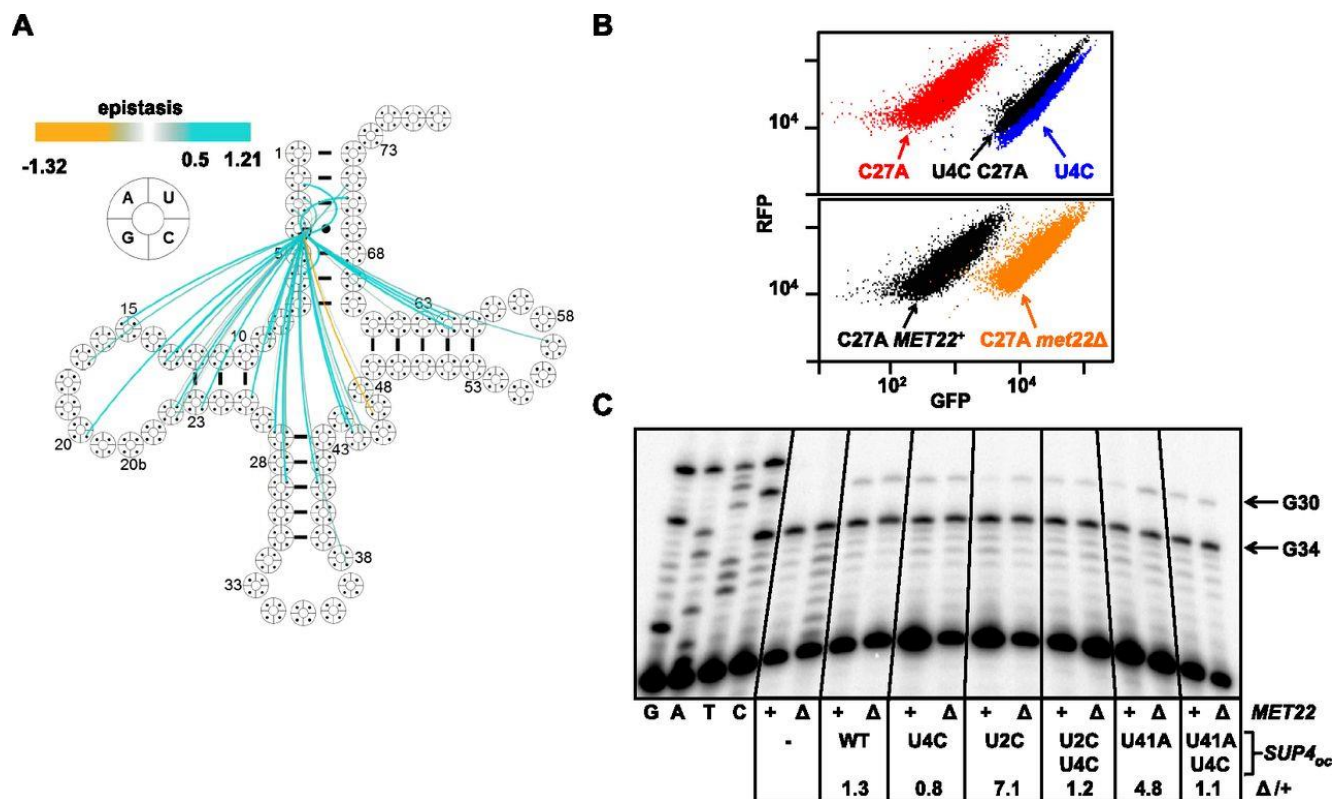 A
epistasis
-1.32 0.5 1.21
A U
G C
1
73
5
68
15
10
63
58
20
20b
23
48
53
28
43
33
38
B
RFP
10⁴
C27A U4C C27A U4C
10⁴
C27A MET22⁺ C27A met22Δ
10² 10⁴
GFP
C
G30
G34
G A T C + Δ + Δ + Δ + Δ + Δ + Δ + Δ MET22
- WT U4C U2C U2C U41A U41A SUP4oc
U4C U4C
1.3 0.8 7.1 1.2 4.8 1.1 Δ/+